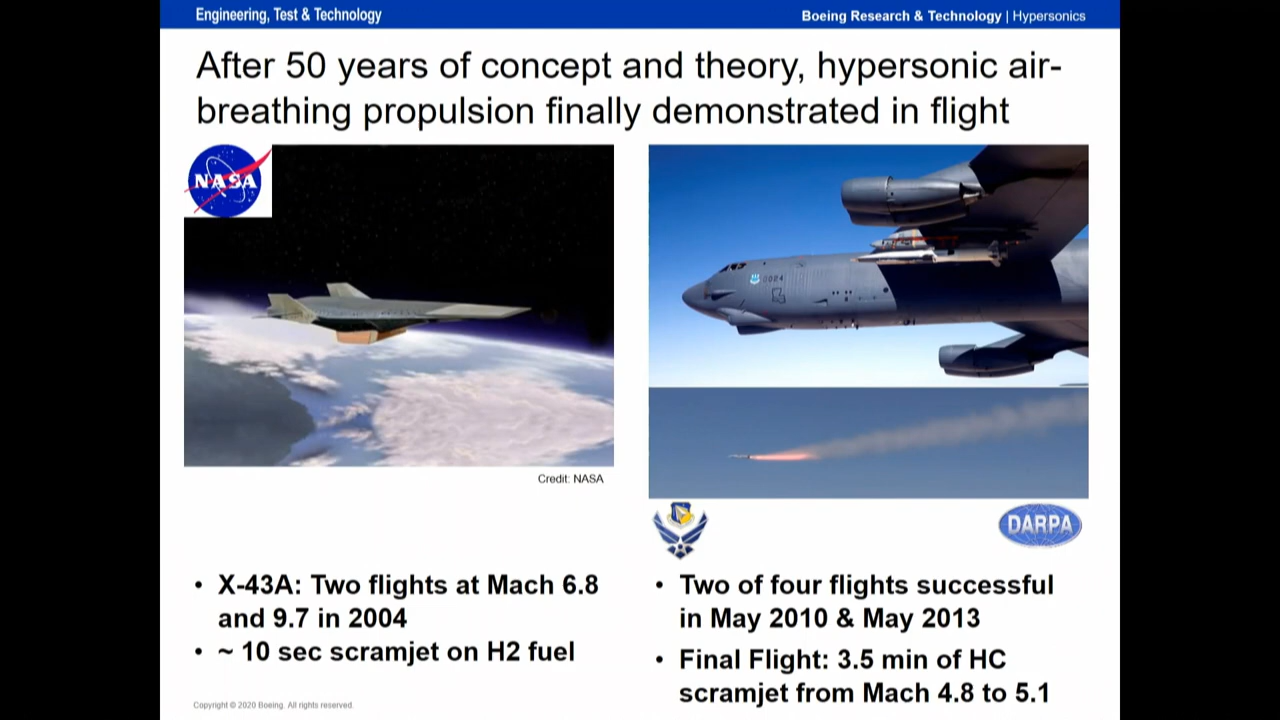 Engineering, Test & Technology
Boeing Research & Technology | Hypersonics
After 50 years of concept and theory, hypersonic air-
breathing propulsion finally demonstrated in flight
NASA
0024
Credit: NASA
DARPA
• X-43A: Two flights at Mach 6.8
and 9.7 in 2004
• ~ 10 sec scramjet on H2 fuel
• Two of four flights successful
in May 2010 & May 2013
• Final Flight: 3.5 min of HC
scramjet from Mach 4.8 to 5.1
Copyright © 2020 Boeing. All rights reserved.